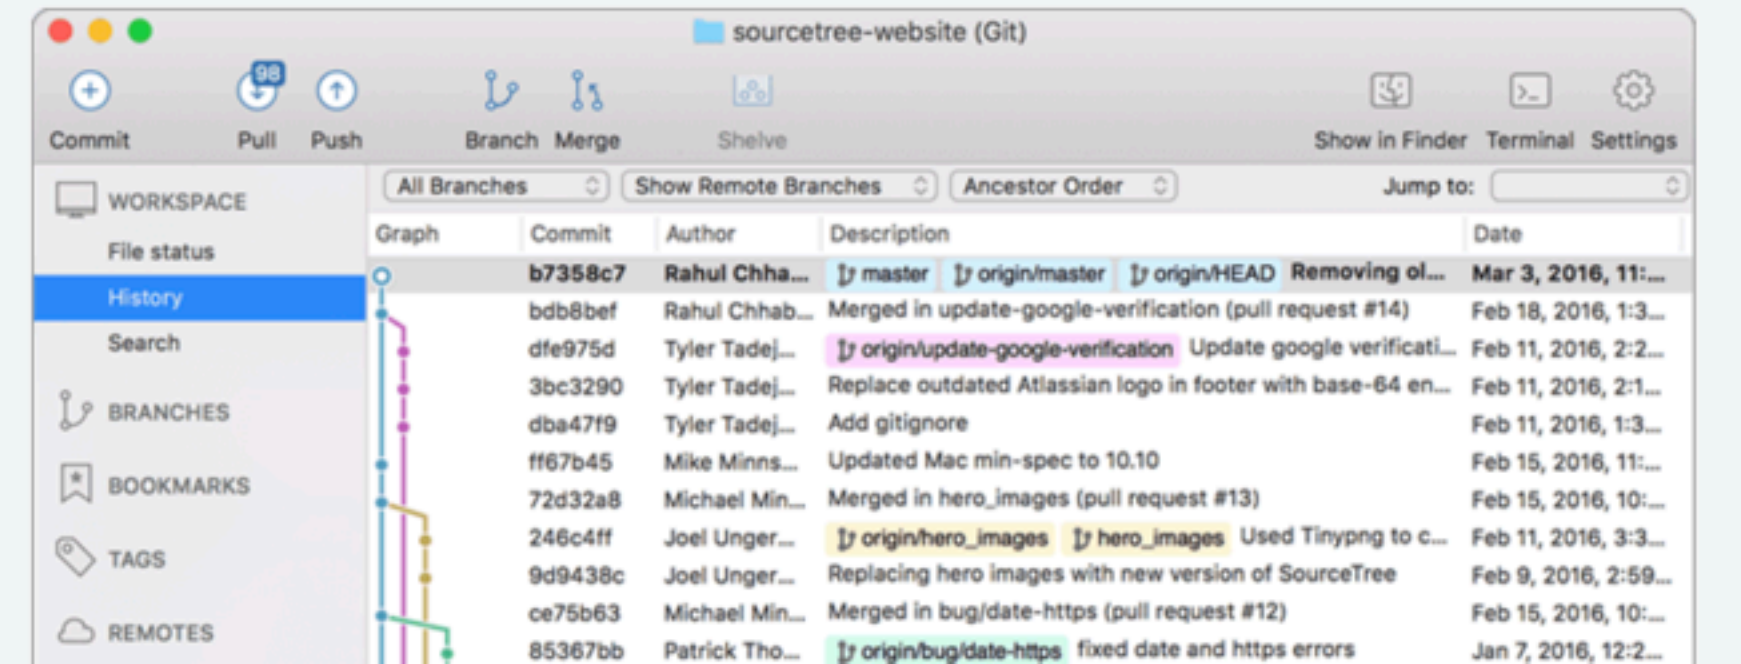 sourcetree-website (Git)
98
Commit Pull Push Branch Merge Shelve Show in Finder Terminal Settings
WORKSPACE
File status
History
Search
BRANCHES
BOOKMARKS
TAGS
REMOTES
All Branches Show Remote Branches Ancestor Order Jump to:
Graph Commit Author Description Date
b7358c7 Rahul Chha... master origin/master origin/HEAD Removing ol... Mar 3, 2016, 11:...
bdb8bef Rahul Chhab... Merged in update-google-verification (pull request #14) Feb 18, 2016, 1:3...
dfe975d Tyler Tadej... origin/update-google-verification Update google verificati... Feb 11, 2016, 2:2...
3bc3290 Tyler Tadej... Replace outdated Atlassian logo in footer with base-64 en... Feb 11, 2016, 2:1...
dba47f9 Tyler Tadej... Add gitignore Feb 11, 2016, 1:3...
ff67b45 Mike Minns... Updated Mac min-spec to 10.10 Feb 15, 2016, 11:...
72d32a8 Michael Min... Merged in hero_images (pull request #13) Feb 15, 2016, 10:...
246c4ff Joel Unger... origin/hero_images hero_images Used Tinypng to c... Feb 11, 2016, 3:3...
9d9438c Joel Unger... Replacing hero images with new version of SourceTree Feb 9, 2016, 2:59...
ce75b63 Michael Min... Merged in bug/date-https (pull request #12) Feb 15, 2016, 10:...
85367bb Patrick Tho... origin/bug/date-https fixed date and https errors Jan 7, 2016, 12:2...